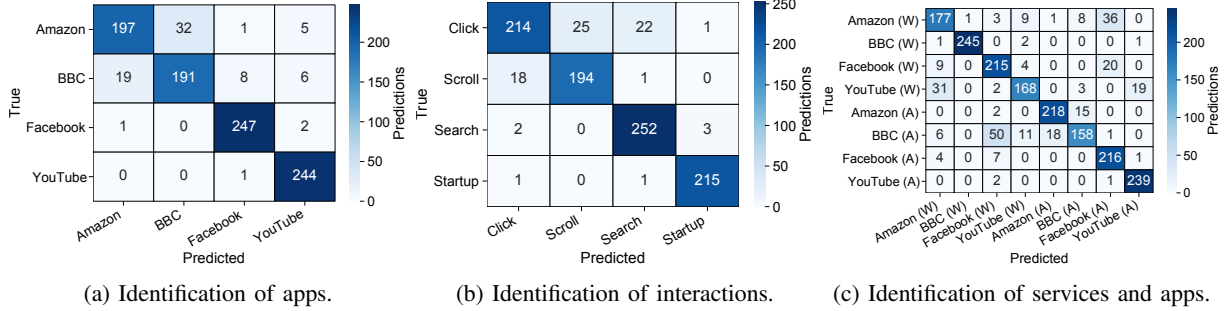 Amazon 197 32 1 5
BBC 19 191 8 6
Facebook 1 0 247 2
YouTube 0 0 1 244
Amazon BBC Facebook YouTube
Predicted
True
200
150
100
50
0
Predictions
(a) Identification of apps.
Click 214 25 22 1
Scroll 18 194 1 0
Search 2 0 252 3
Startup 1 0 1 215
Click Scroll Search Startup
Predicted
True
250
200
150
100
50
0
Predictions
(b) Identification of interactions.
Amazon (W) 177 1 3 9 1 8 36 0
BBC (W) 1 245 0 2 0 0 0 1
Facebook (W) 9 0 215 4 0 0 20 0
YouTube (W) 31 0 2 168 0 3 0 19
Amazon (A) 0 0 0 2 218 15 0 0
BBC (A) 6 0 50 11 18 158 1 0
Facebook (A) 4 0 7 0 0 0 216 1
YouTube (A) 0 0 2 0 0 0 1 239
Amazon (W) BBC (W) Facebook (W) YouTube (W) Amazon (A) BBC (A) Facebook (A) YouTube (A)
Predicted
True
200
150
100
50
0
Predictions
(c) Identification of services and apps.